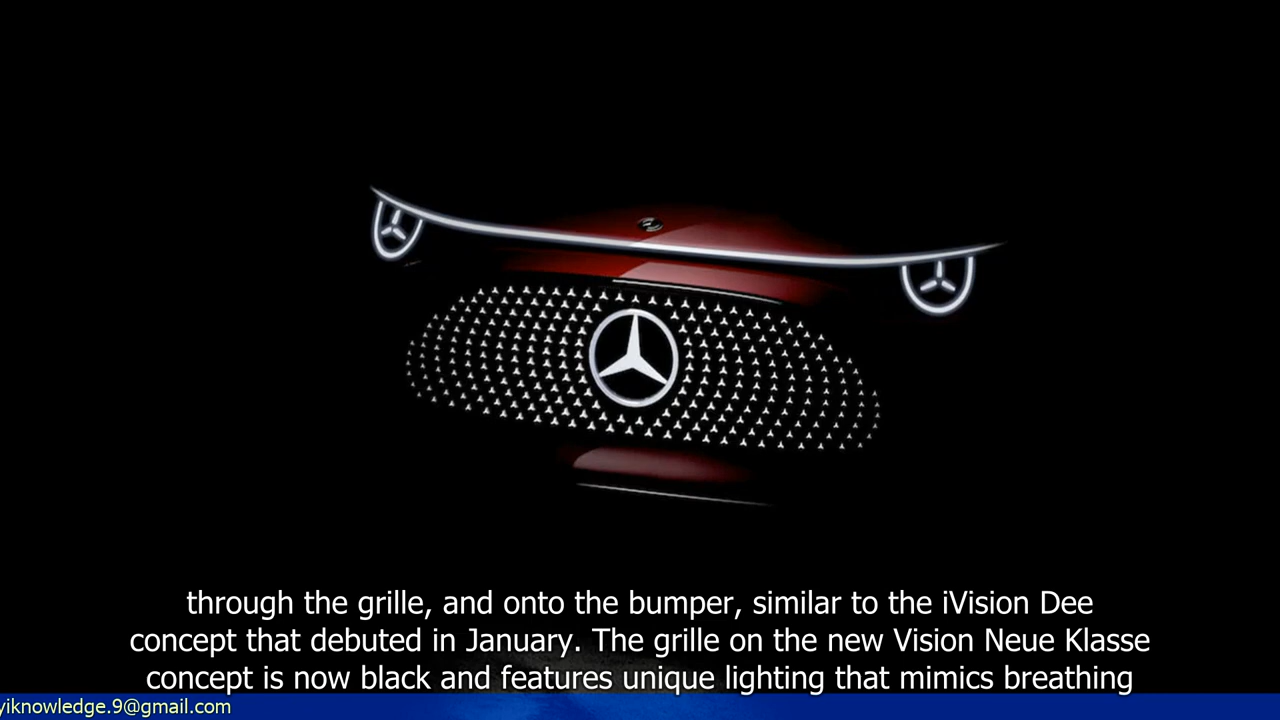 through the grille, and onto the bumper, similar to the iVision Dee
concept that debuted in January. The grille on the new Vision Neue Klasse
concept is now black and features unique lighting that mimics breathing
yiknowledge.9@gmail.com